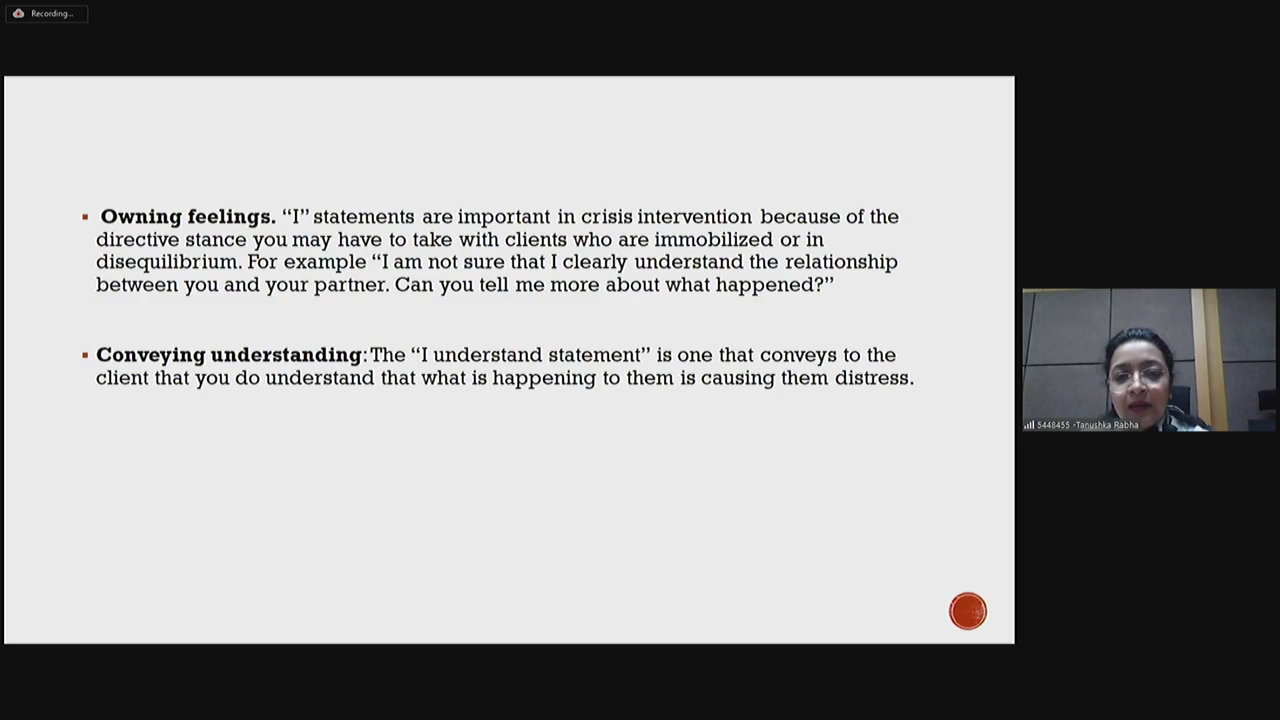 Recording...
Owning feelings. “I” statements are important in crisis intervention because of the
directive stance you may have to take with clients who are immobilized or in
disequilibrium. For example “I am not sure that I clearly understand the relationship
between you and your partner. Can you tell me more about what happened?”
Conveying understanding: The “I understand statement” is one that conveys to the
client that you do understand that what is happening to them is causing them distress.
5448455 -Tanushka Rabha